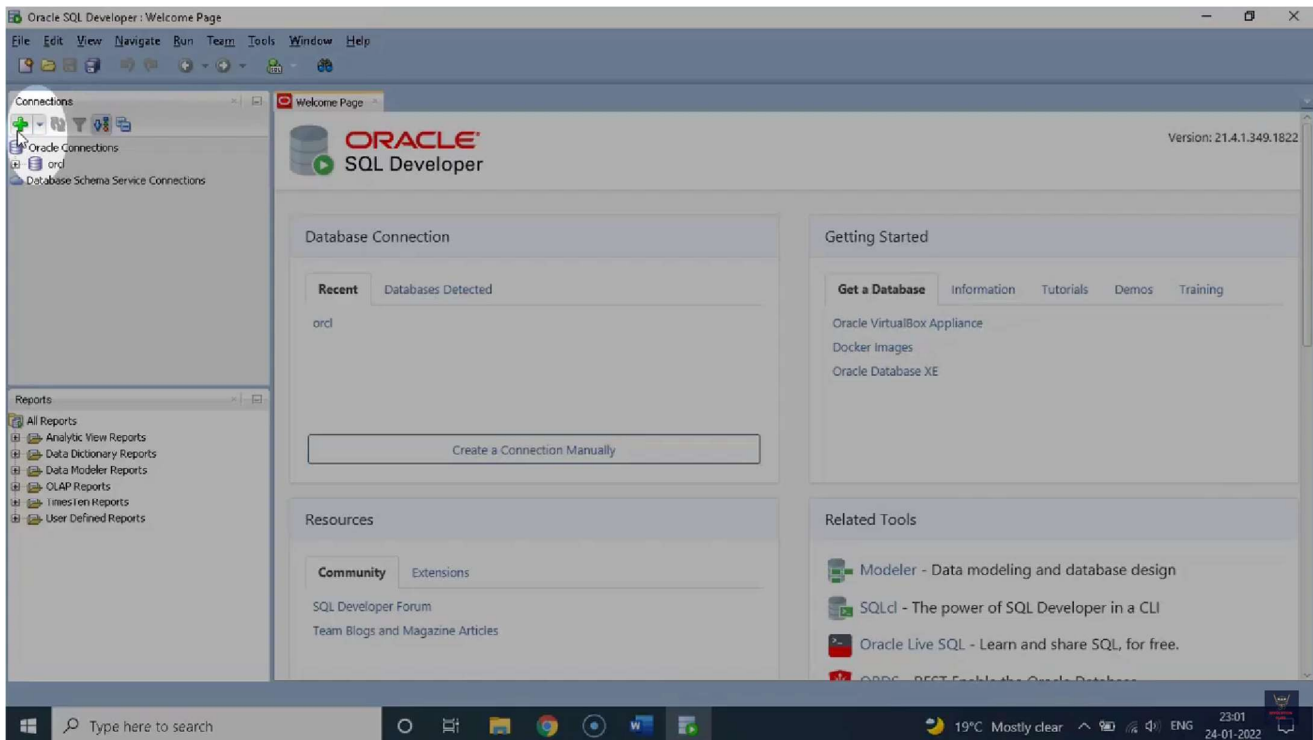 Oracle SQL Developer : Welcome Page
File Edit View Navigate Run Team Tools Window Help
Connections
Oracle Connections
orcl
Database Schema Service Connections
Reports
All Reports
Analytic View Reports
Data Dictionary Reports
Data Modeler Reports
OLAP Reports
TimesTen Reports
User Defined Reports
Welcome Page
ORACLE
SQL Developer
Version: 21.4.1.349.1822
Database Connection
Recent Databases Detected
orcl
Create a Connection Manually
Getting Started
Get a Database Information Tutorials Demos Training
Oracle VirtualBox Appliance
Docker Images
Oracle Database XE
Resources
Community Extensions
SQL Developer Forum
Team Blogs and Magazine Articles
Related Tools
Modeler - Data modeling and database design
SQLcl - The power of SQL Developer in a CLI
Oracle Live SQL - Learn and share SQL, for free.
ORDS - REST Enable the Oracle Database
Type here to search
19°C Mostly clear ENG
23:01
24-01-2022